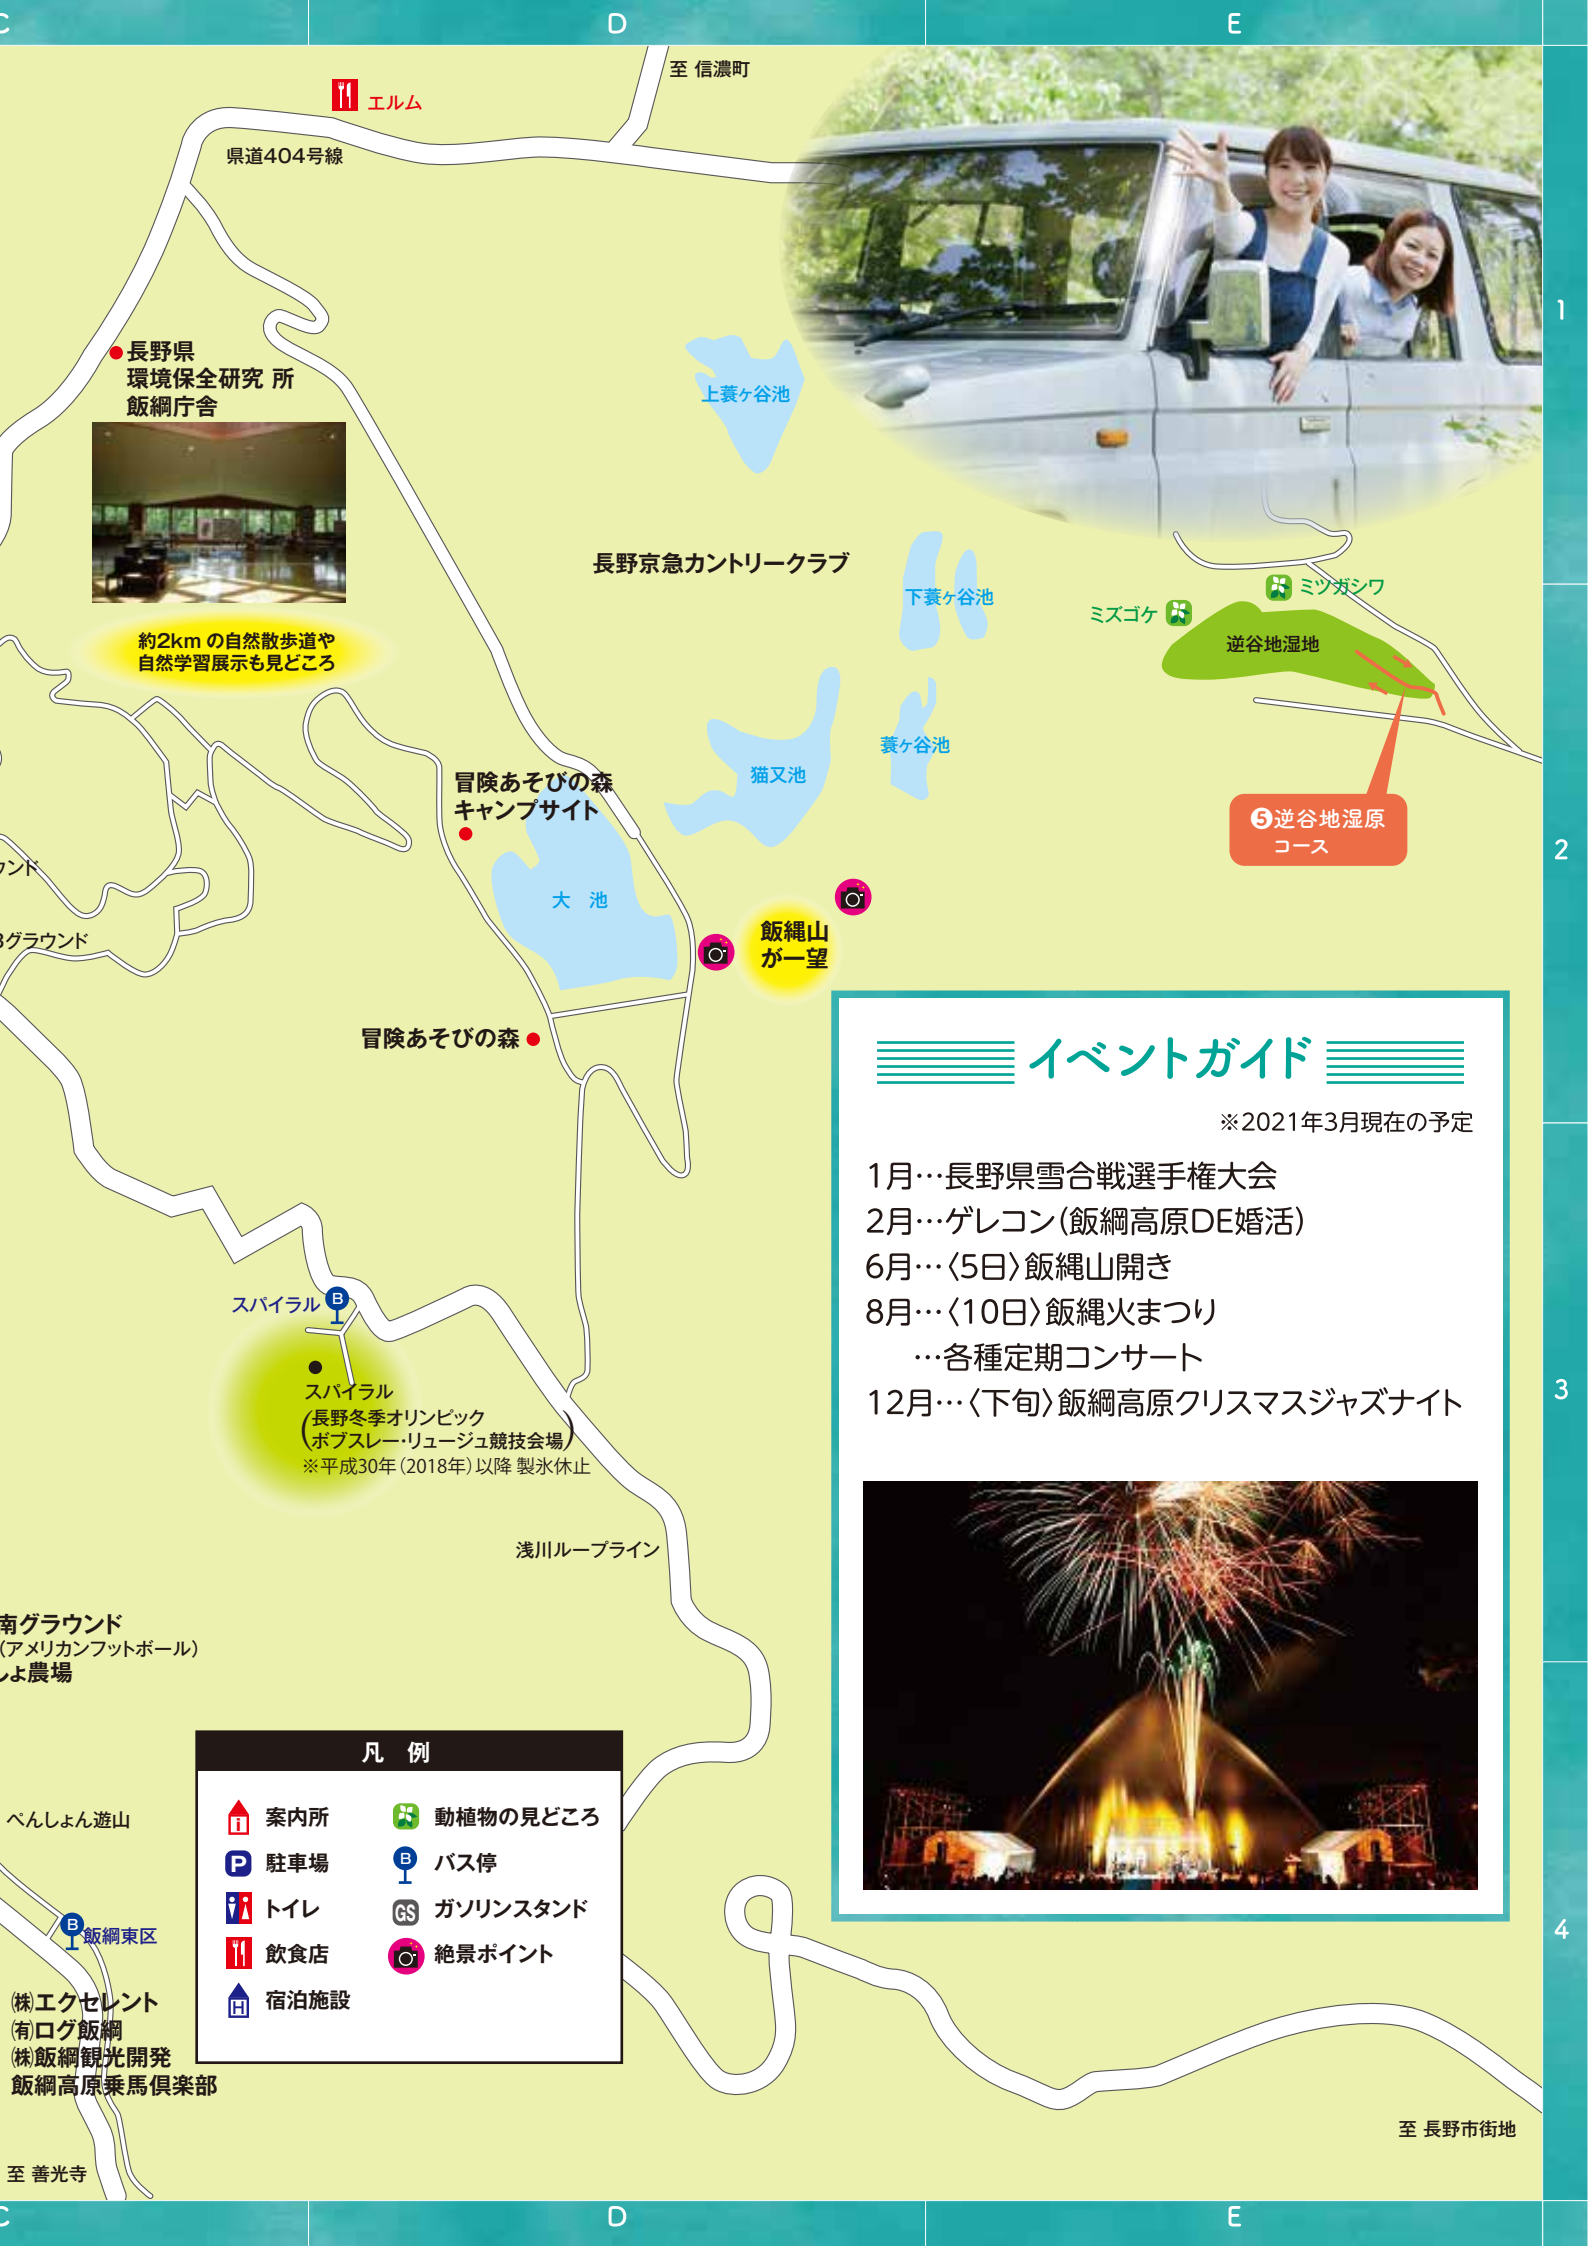 C
D
E
至 信濃町
エルム
県道404号線
1
長野県
環境保全研究 所
飯綱庁舎
上蓑ヶ谷池
長野京急カントリークラブ
下蓑ヶ谷池
ミツガシワ
ミズゴケ
逆谷地湿地
約2km の自然散歩道や
自然学習展示も見どころ
蓑ヶ谷池
猫又池
冒険あそびの森
キャンプサイト
❺逆谷地湿原
コース
2
ウンド
大 池
飯縄山
が一望
3グラウンド
冒険あそびの森
イベントガイド
※2021年3月現在の予定
1月…長野県雪合戦選手権大会
2月…ゲレコン(飯綱高原DE婚活)
6月…〈5日〉飯縄山開き
8月…〈10日〉飯縄火まつり
…各種定期コンサート
12月…〈下旬〉飯綱高原クリスマスジャズナイト
3
スパイラル
B
スパイラル
(長野冬季オリンピック
ボブスレー・リュージュ競技会場)
※平成30年(2018年)以降 製氷休止
浅川ループライン
南グラウンド
(アメリカンフットボール)
しょ農場
凡 例
i 案内所
P 駐車場
トイレ
飲食店
H 宿泊施設
動植物の見どころ
B バス停
GS ガソリンスタンド
絶景ポイント
ぺんしょん遊山
B
飯綱東区
4
㈱エクセレント
㈲ログ飯綱
㈱飯綱観光開発
飯綱高原乗馬倶楽部
至 長野市街地
至 善光寺
C
D
E